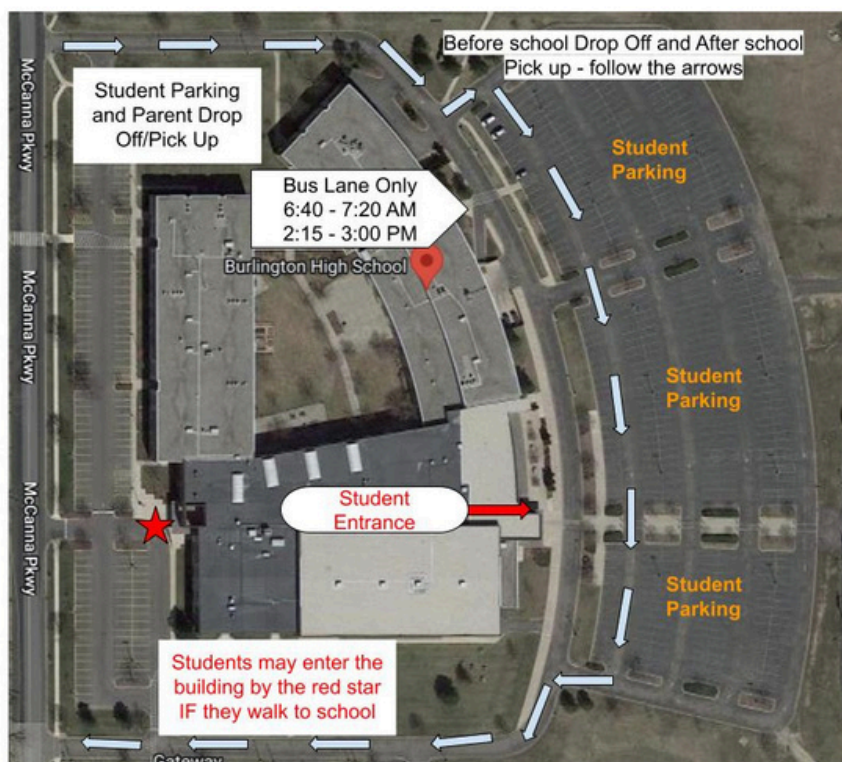 Before school Drop Off and After school
Pick up - follow the arrows
McCanna Pkwy
Student Parking
and Parent Drop
Off/Pick Up
Student
Parking
Bus Lane Only
6:40 - 7:20 AM
2:15 - 3:00 PM
Burlington High School
McCanna Pkwy
Student
Parking
McCanna Pkwy
Student
Entrance
Student
Parking
Students may enter the
building by the red star
IF they walk to school
Gateway